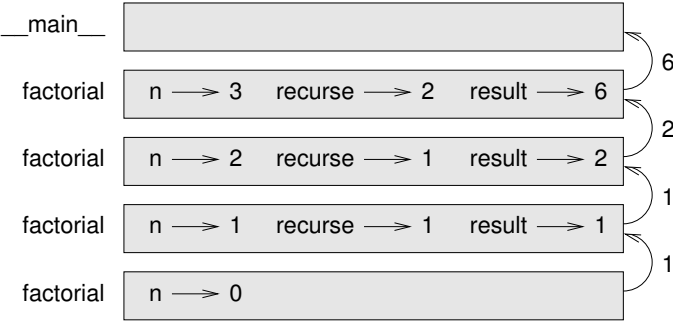 __main__
6
factorial n 3 recurse 2 result 6
2
factorial n 2 recurse 1 result 2
1
factorial n 1 recurse 1 result 1
1
factorial n 0